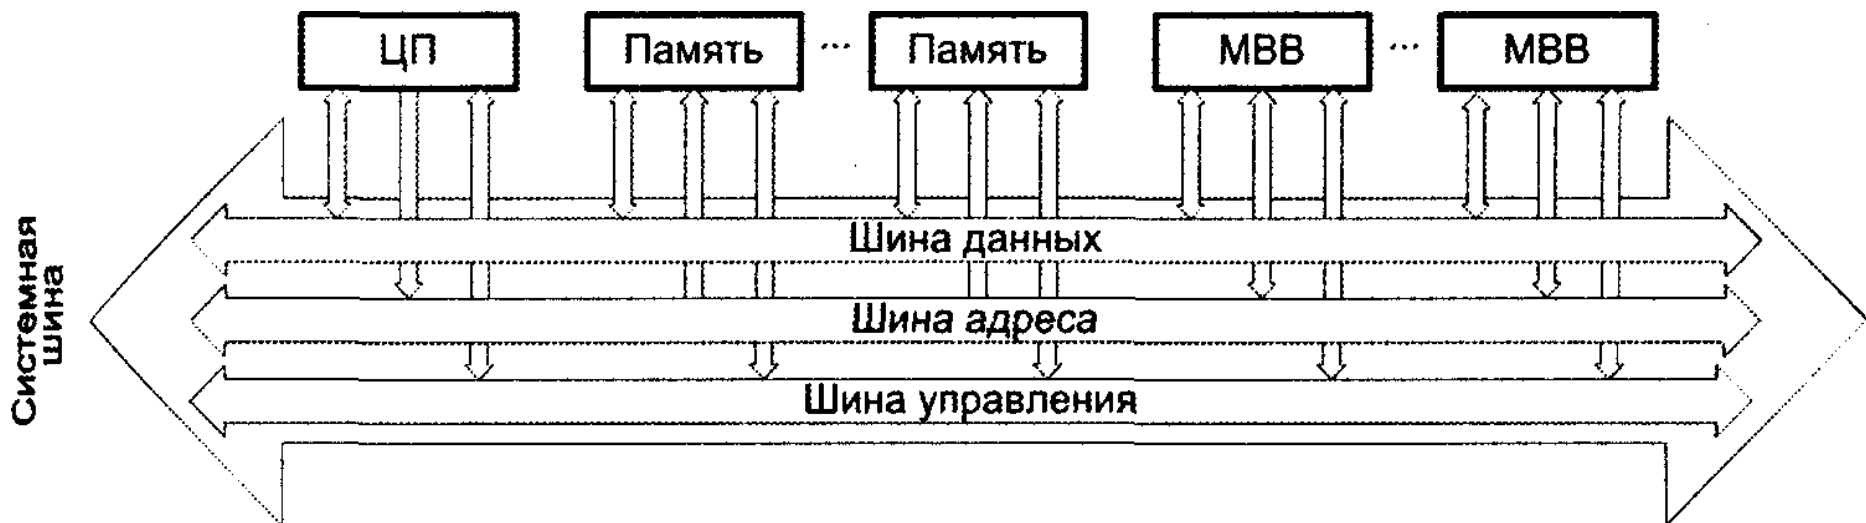 ЦП
Память
...
Память
МВВ
...
МВВ
Системная
шина
Шина данных
Шина адреса
Шина управления